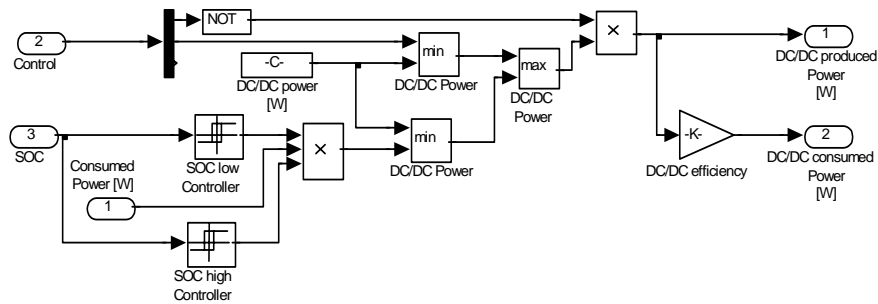 NOT
2
Control
-C-
DC/DC power
[W]
min
DC/DC Power
max
DC/DC
Power
×
1
DC/DC produced
Power
[W]
3
SOC
SOC low
Controller
Consumed
Power [W]
1
×
min
DC/DC Power
SOC high
Controller
-K-
DC/DC efficiency
2
DC/DC consumed
Power
[W]